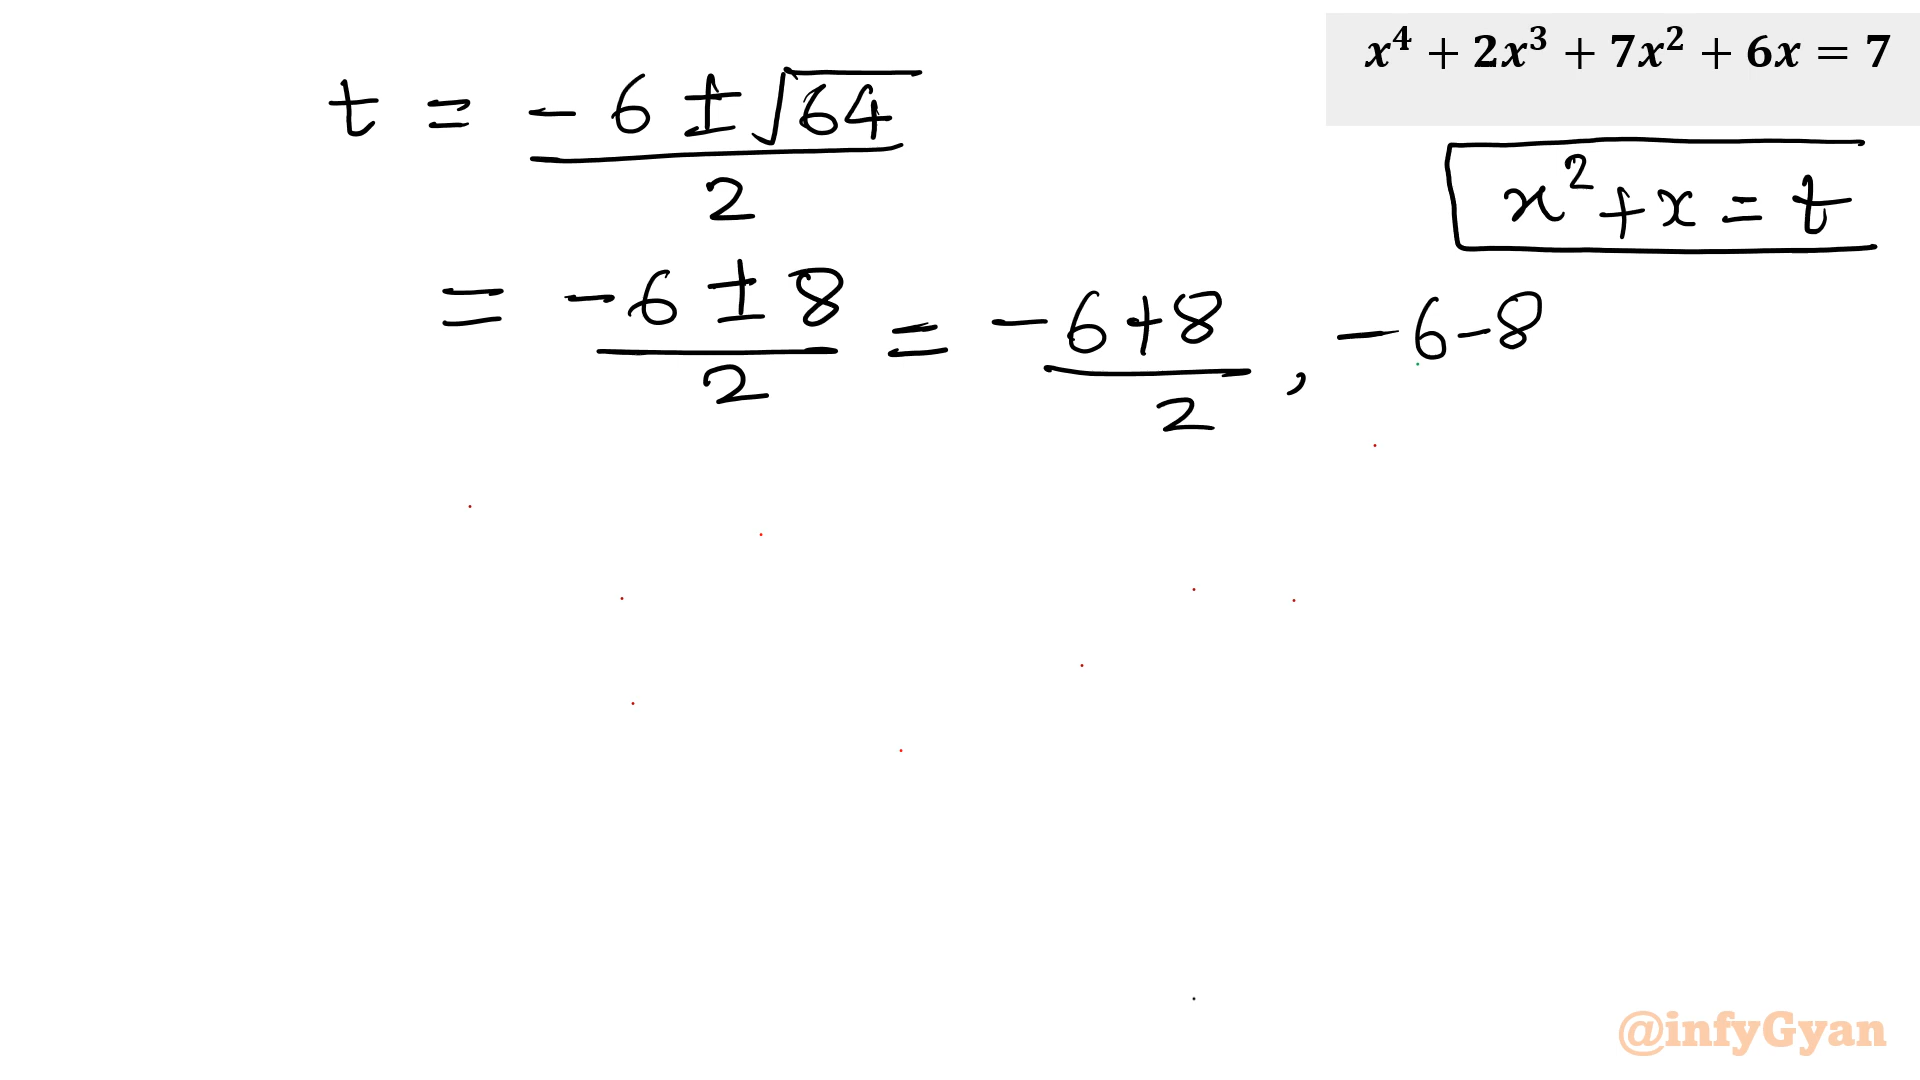 x⁴ + 2x³ + 7x² + 6x = 7
x² + x = t
t = (-6 ± √64) / 2
= (-6 ± 8) / 2 = (-6+8) / 2 , -6-8
@infyGyan